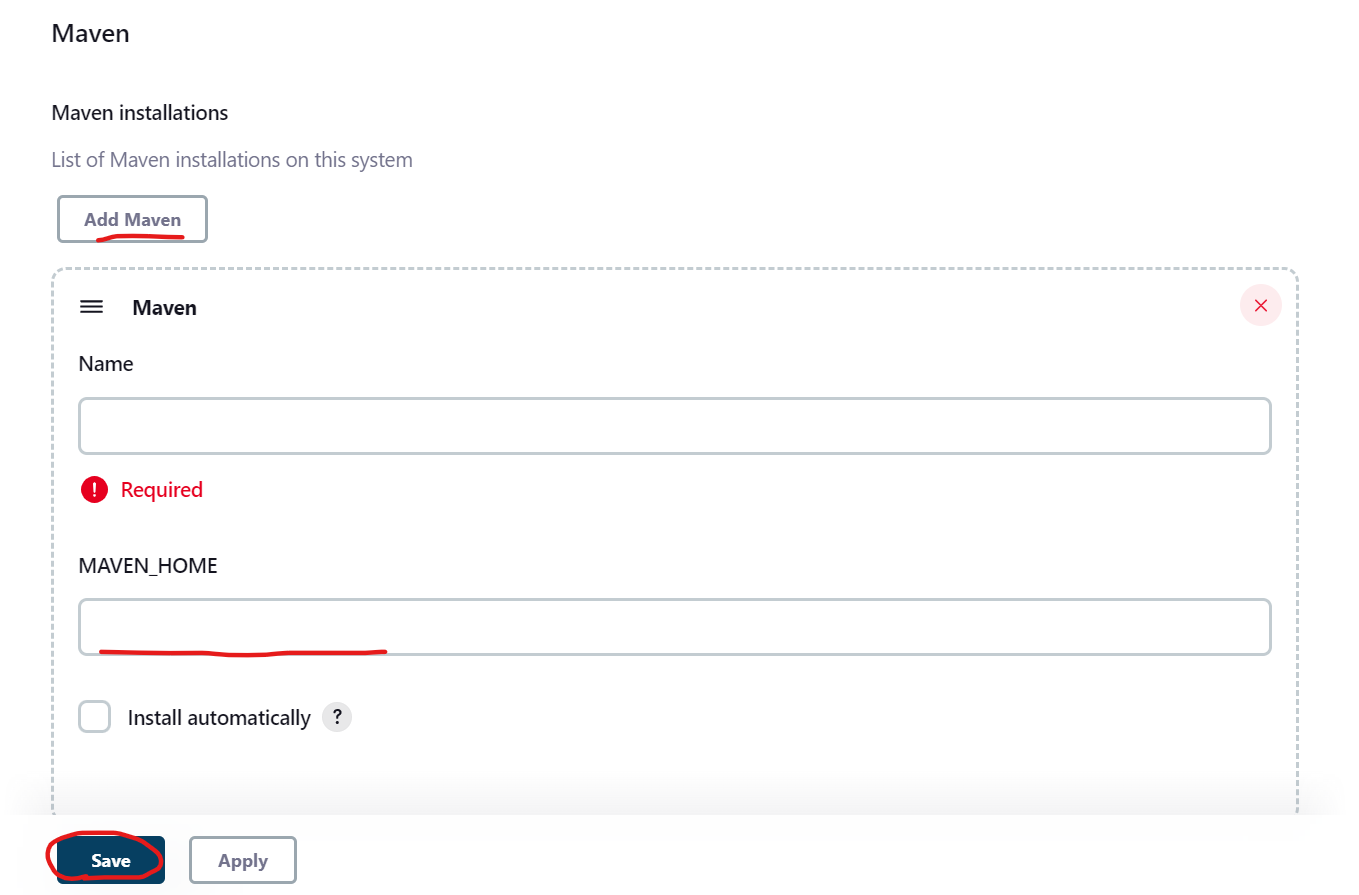 Maven
Maven installations
List of Maven installations on this system
Add Maven
Maven
Name
! Required
MAVEN_HOME
Install automatically ?
Save Apply